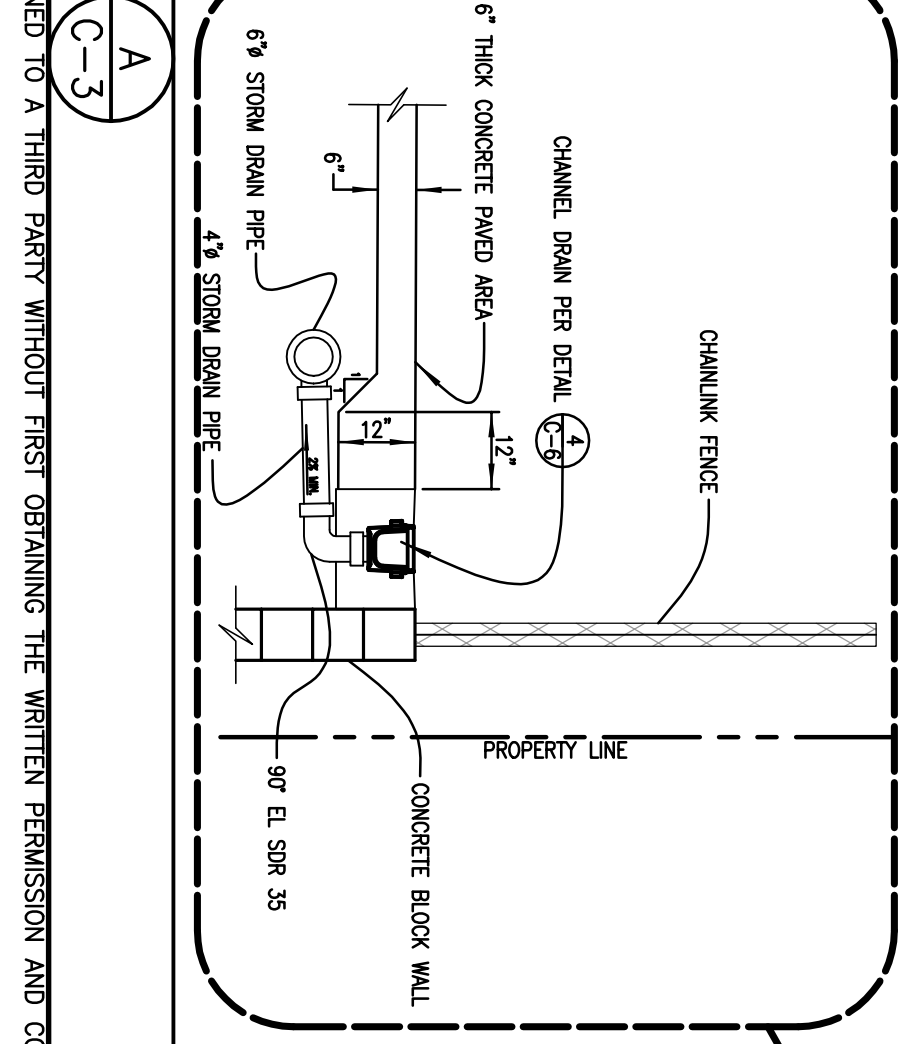 6" THICK CONCRETE PAVED AREA
CHANNEL DRAIN PER DETAIL
4
C-6
CHAINLINK FENCE
6"ø STORM DRAIN PIPE
4"ø STORM DRAIN PIPE
6"
12"
12"
1
1
2% MIN.
PROPERTY LINE
90° EL SDR 35
CONCRETE BLOCK WALL
A
C-3
TO A THIRD PARTY WITHOUT FIRST OBTAINING THE WRITTEN PERMISSION AND